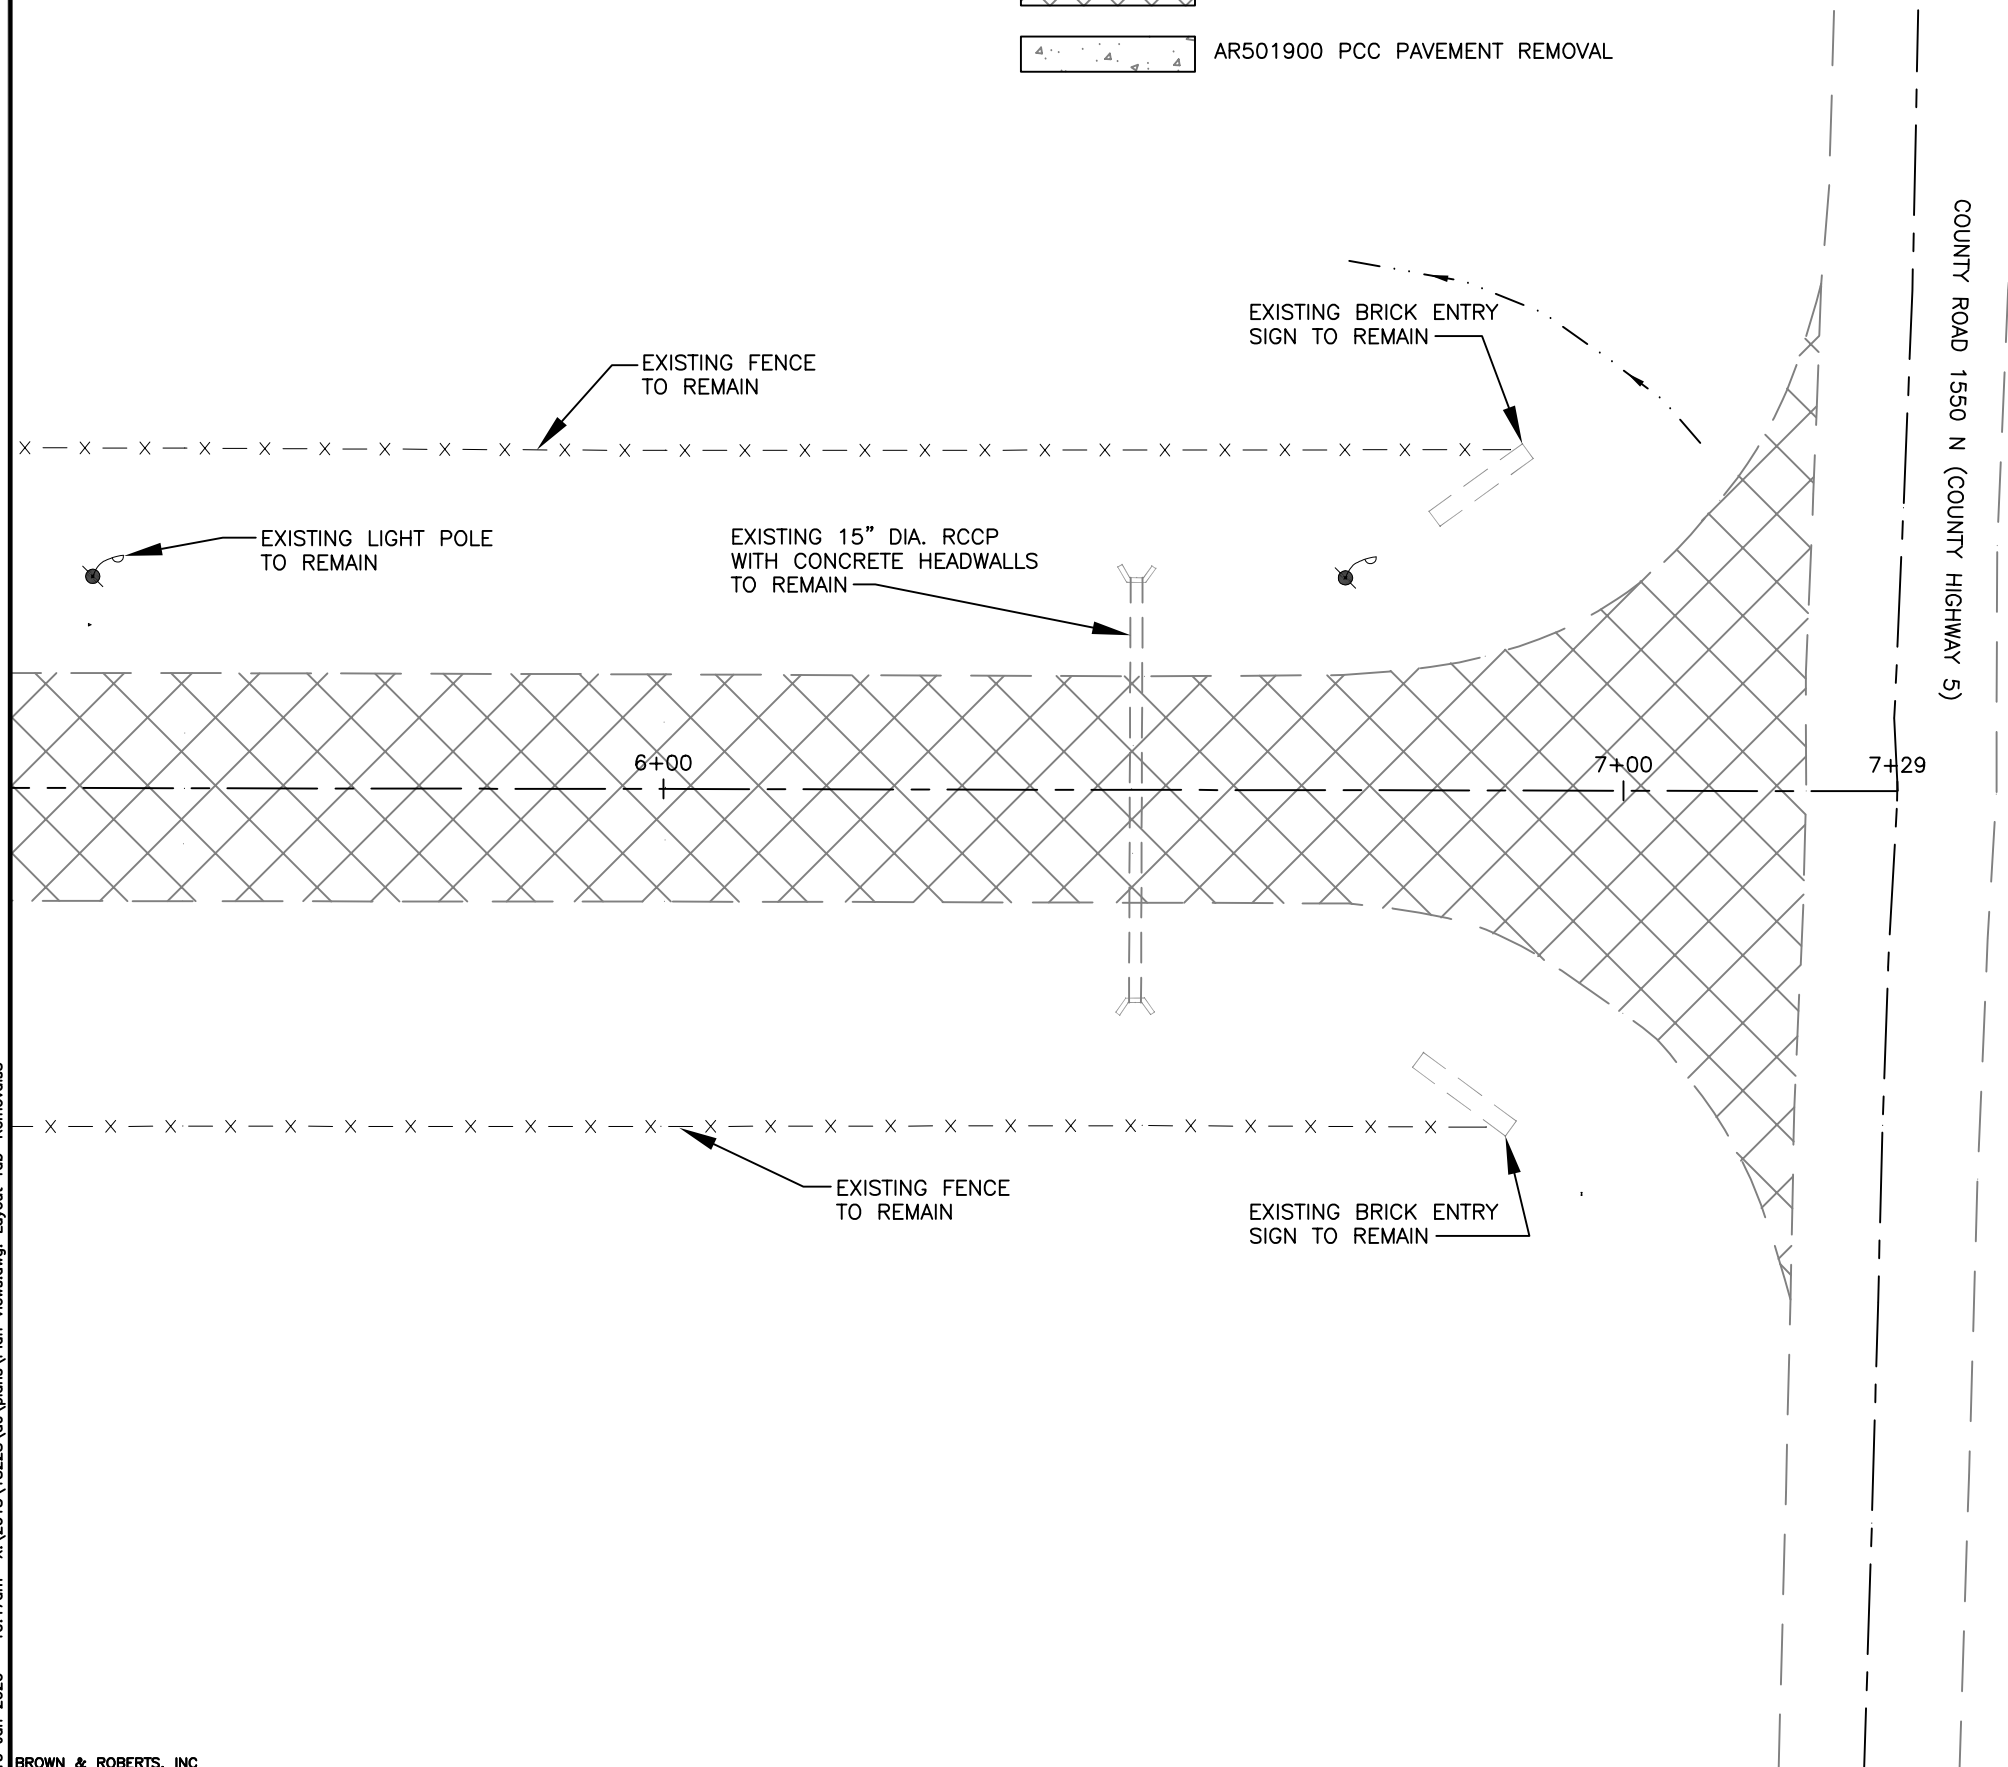 AR501900 PCC PAVEMENT REMOVAL
COUNTY ROAD 1550 N (COUNTY HIGHWAY 5)
EXISTING BRICK ENTRY
SIGN TO REMAIN
EXISTING FENCE
TO REMAIN
EXISTING LIGHT POLE
TO REMAIN
EXISTING 15" DIA. RCCP
WITH CONCRETE HEADWALLS
TO REMAIN
6+00
7+00
7+29
EXISTING FENCE
TO REMAIN
EXISTING BRICK ENTRY
SIGN TO REMAIN
BROWN & ROBERTS, INC